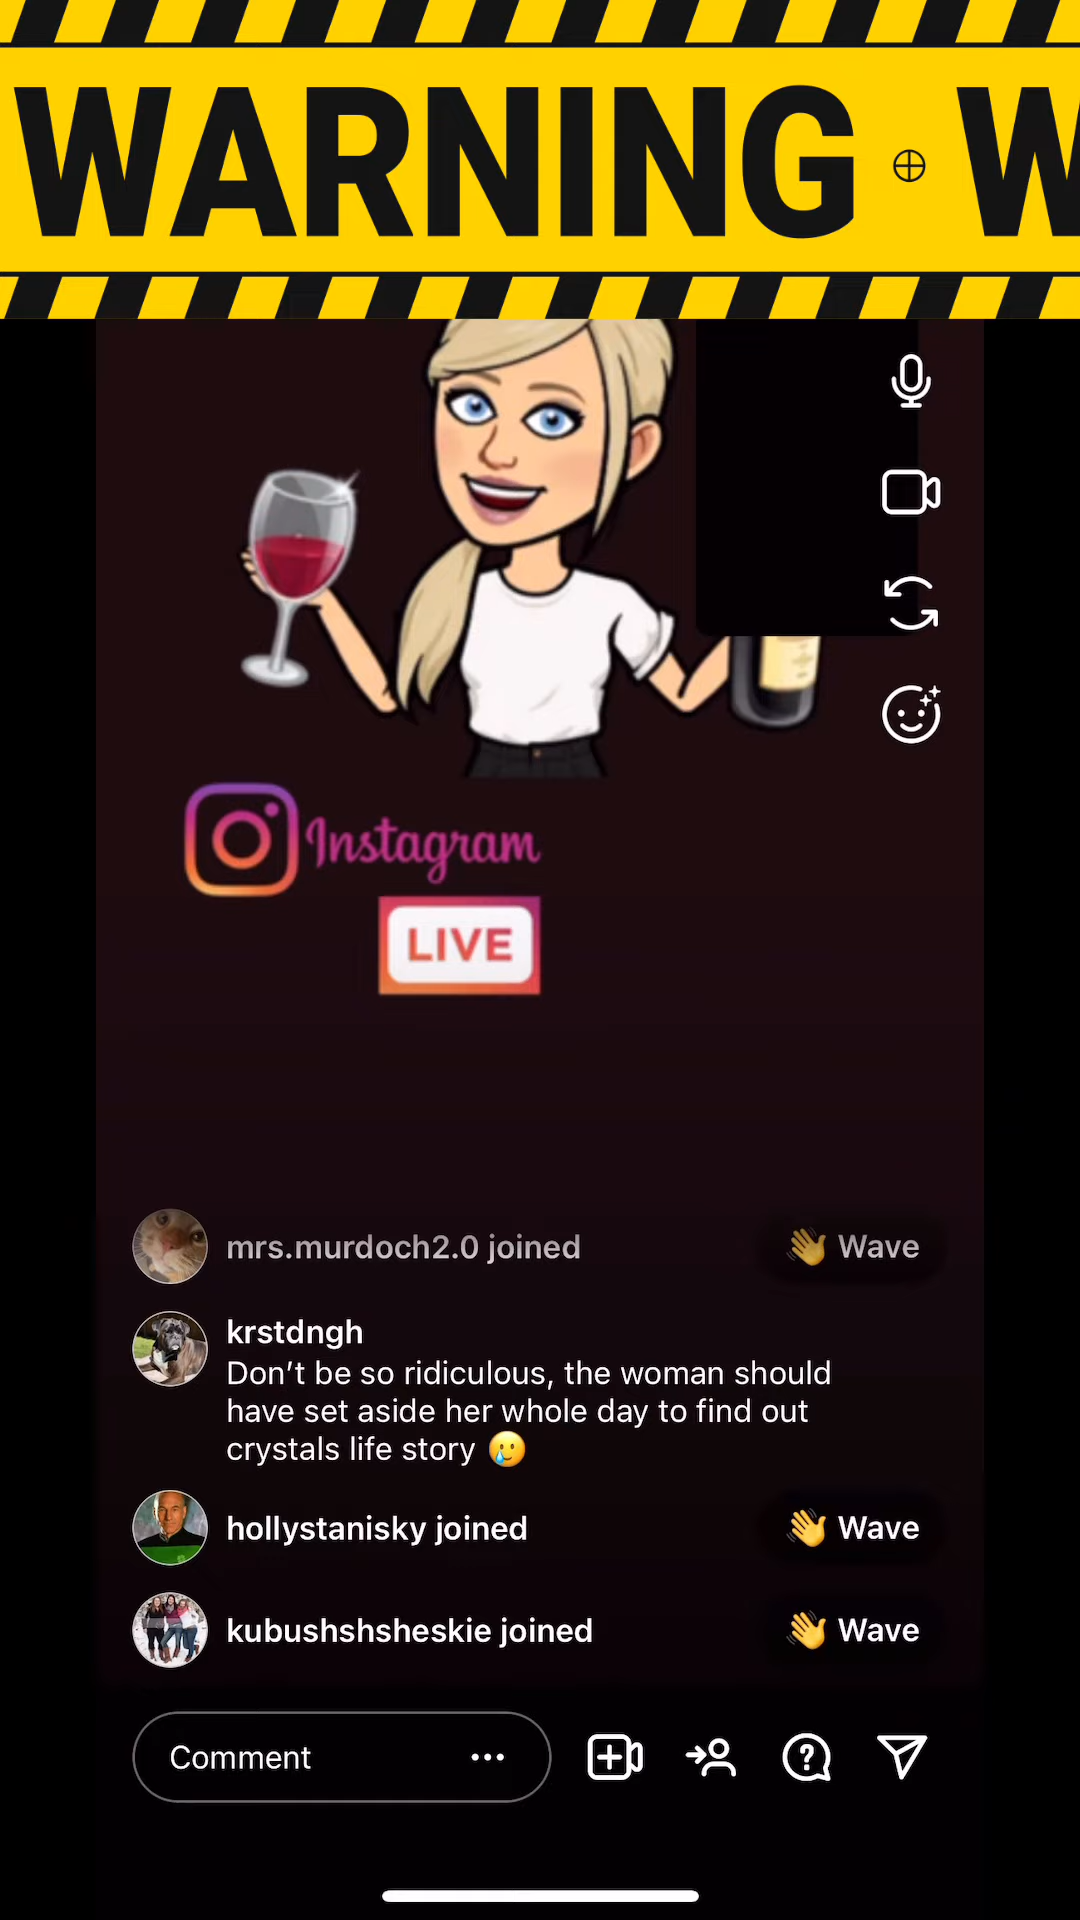 WARNING
Instagram
LIVE
mrs.murdoch2.0 joined
👋 Wave
krstdngh
Don’t be so ridiculous, the woman should
have set aside her whole day to find out
crystals life story 🥲
hollystanisky joined
👋 Wave
kubushshsheskie joined
👋 Wave
Comment